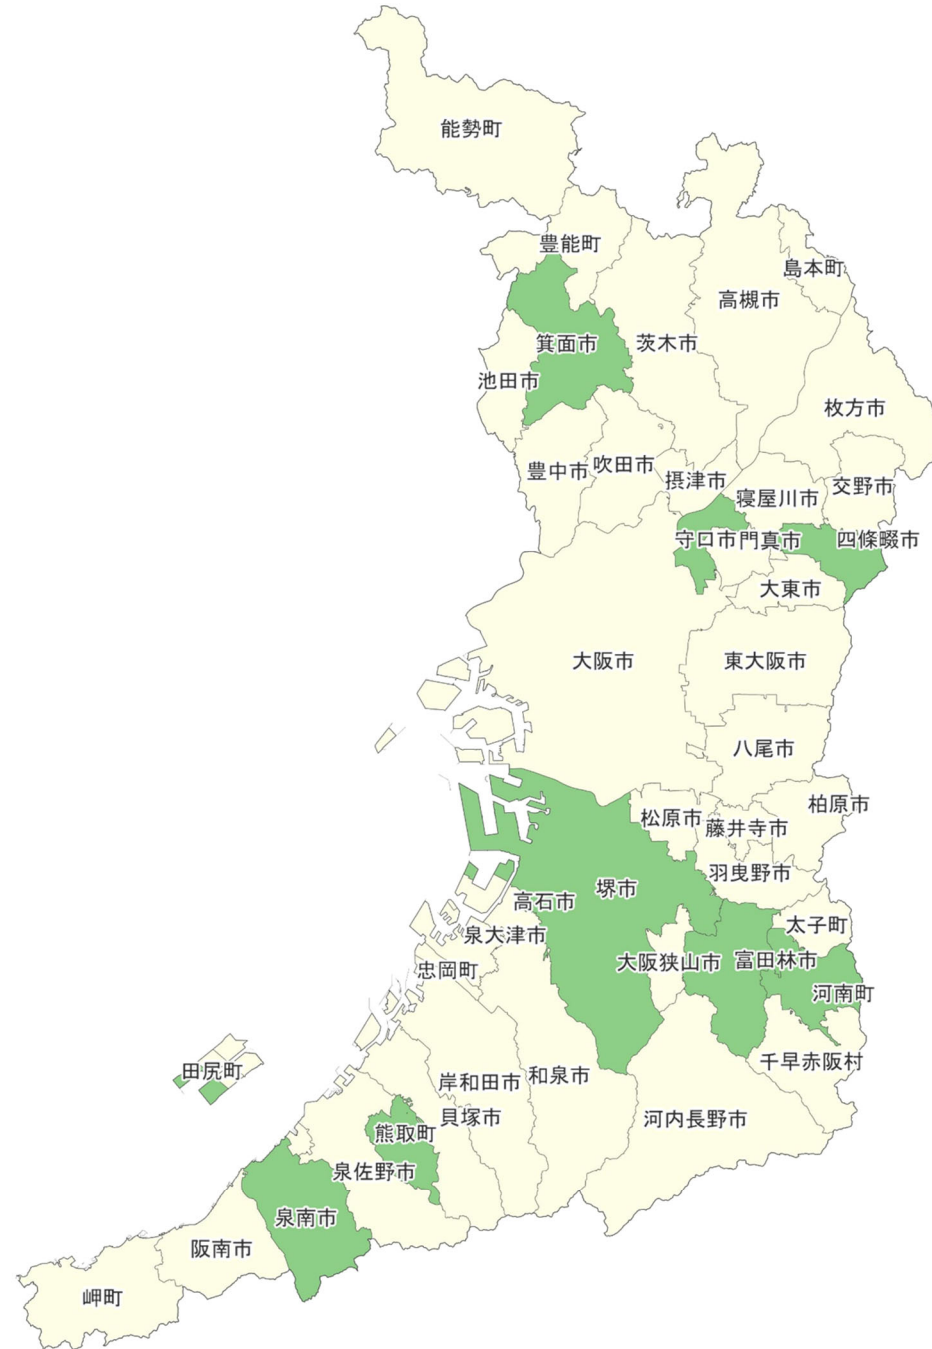 能勢町
豊能町
島本町
高槻市
箕面市
茨木市
池田市
枚方市
豊中市
吹田市
摂津市
寝屋川市
交野市
守口市
門真市
四條畷市
大東市
大阪市
東大阪市
八尾市
柏原市
松原市
藤井寺市
羽曳野市
堺市
高石市
太子町
泉大津市
大阪狭山市
富田林市
忠岡町
河南町
千早赤阪村
田尻町
岸和田市
和泉市
貝塚市
河内長野市
熊取町
泉佐野市
泉南市
阪南市
岬町